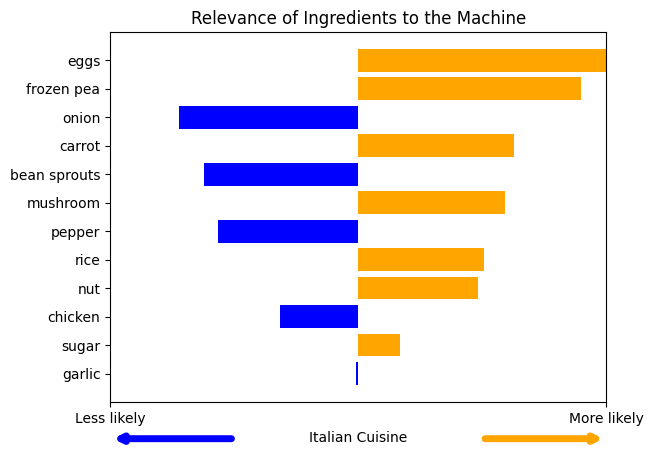 Relevance of Ingredients to the Machine
eggs
frozen pea
onion
carrot
bean sprouts
mushroom
pepper
rice
nut
chicken
sugar
garlic
Less likely
More likely
Italian Cuisine